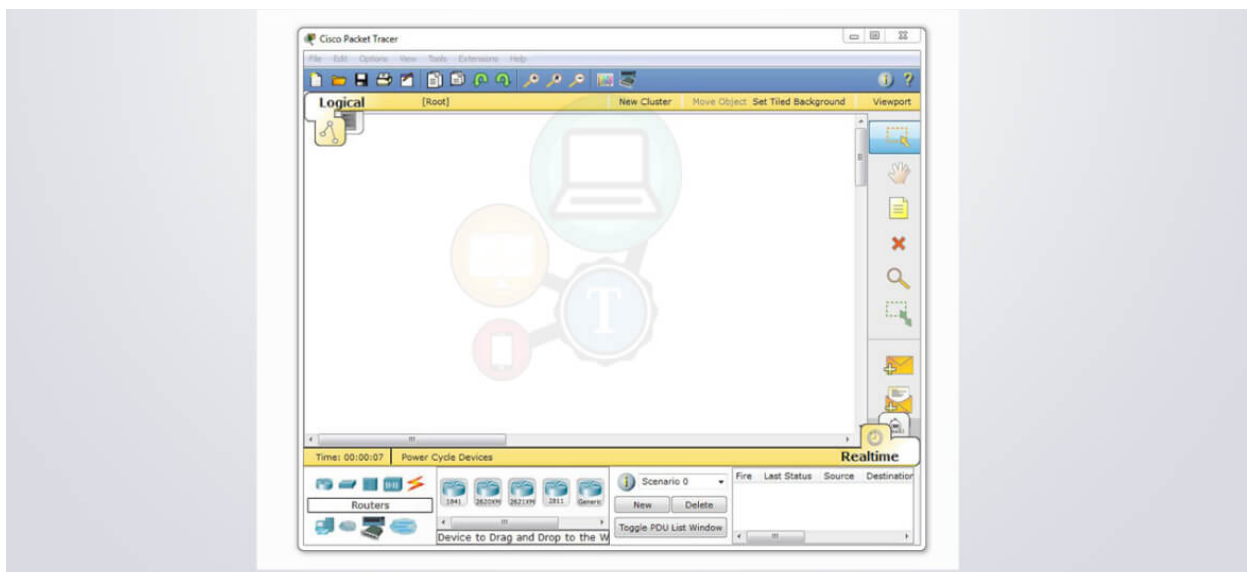 Cisco Packet Tracer
File Edit Options View Tools Extensions Help
Logical [Root] New Cluster Move Object Set Tiled Background Viewport
T
Time: 00:00:07 Power Cycle Devices Realtime
Routers
1841 2620XM 2621XM 2811 Generic
Device to Drag and Drop to the W
Scenario 0
New Delete
Toggle PDU List Window
Fire Last Status Source Destination